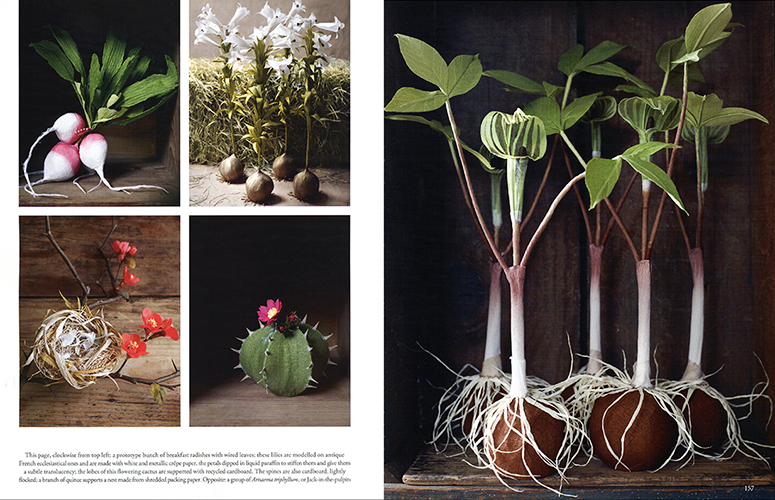 This page, clockwise from top left: a prototype bunch of breakfast radishes with wired leaves; these lilies are modelled on antique
French ecclesiastical ones and are made with white and metallic crêpe paper, the petals dipped in liquid paraffin to stiffen them and give them
a subtle translucency; the lobes of this flowering cactus are supported with recycled cardboard. The spines are also cardboard, lightly
flocked; a branch of quince supports a nest made from shredded packing paper. Opposite: a group of Arisaema triphyllum, or Jack-in-the-pulpits
157